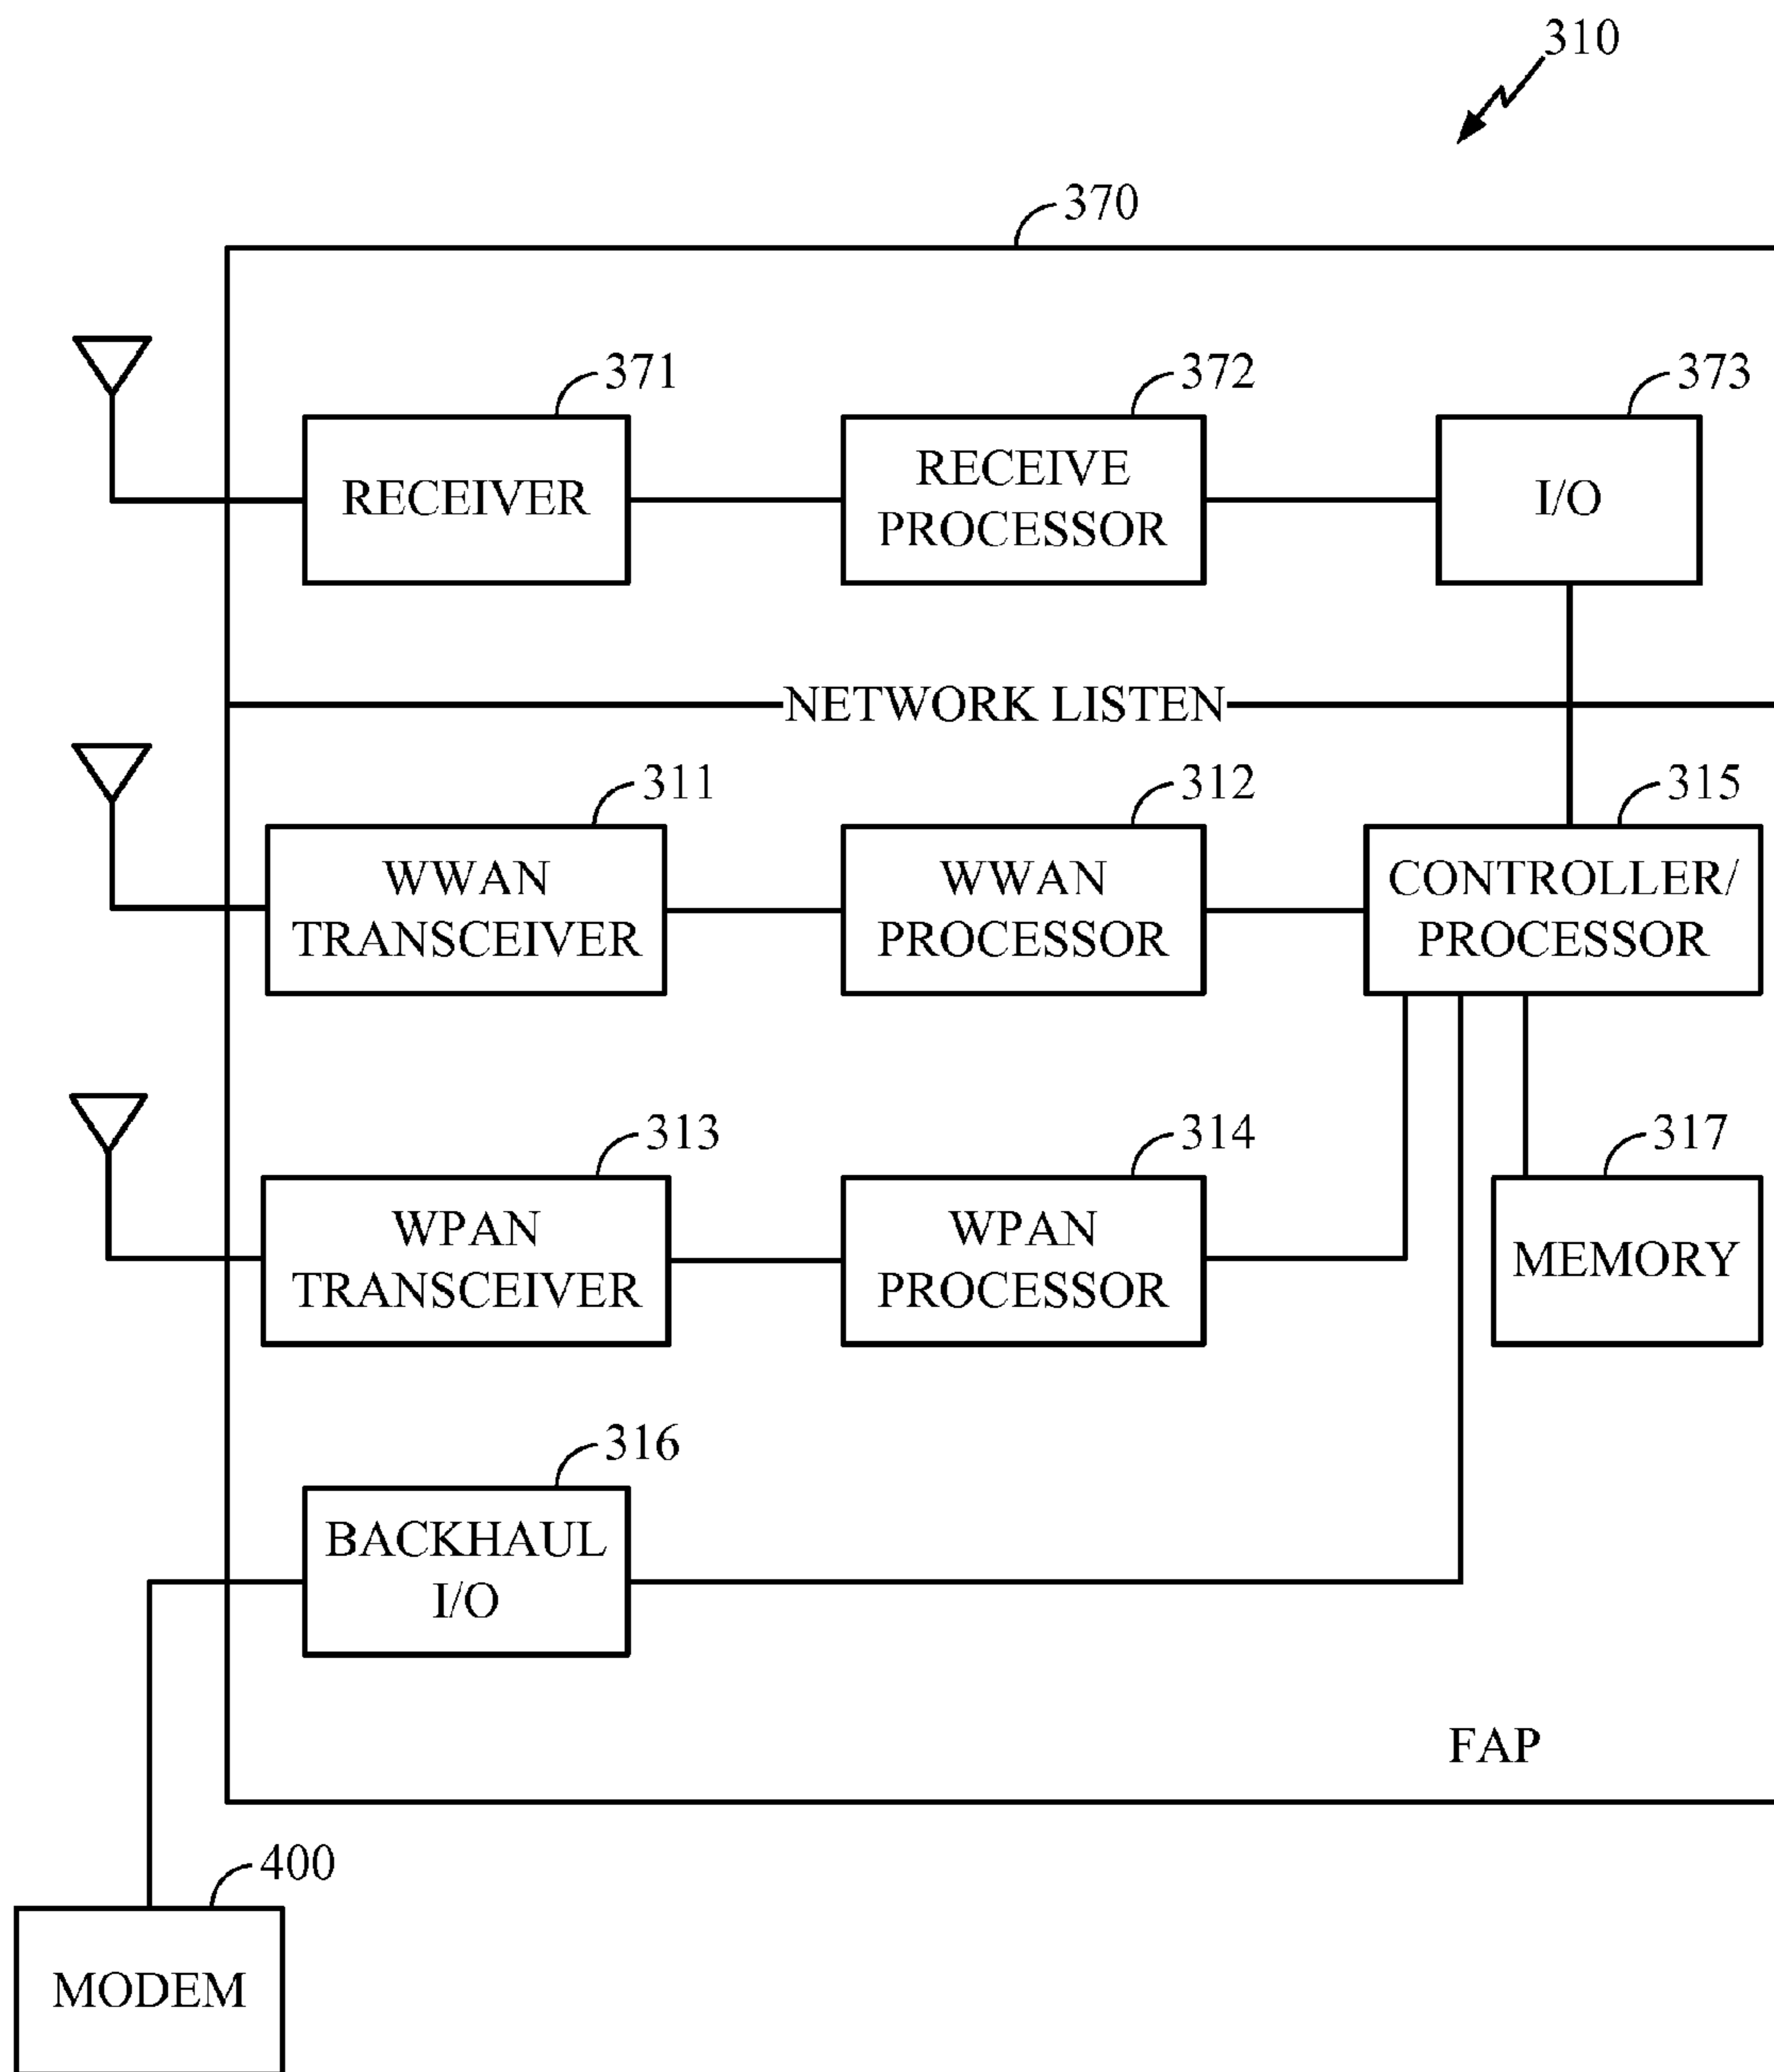 310
370
371
372
373
RECEIVER
RECEIVE
PROCESSOR
I/O
NETWORK LISTEN
311
312
315
WWAN
TRANSCEIVER
WWAN
PROCESSOR
CONTROLLER/
PROCESSOR
313
314
317
WPAN
TRANSCEIVER
WPAN
PROCESSOR
MEMORY
316
BACKHAUL
I/O
FAP
400
MODEM